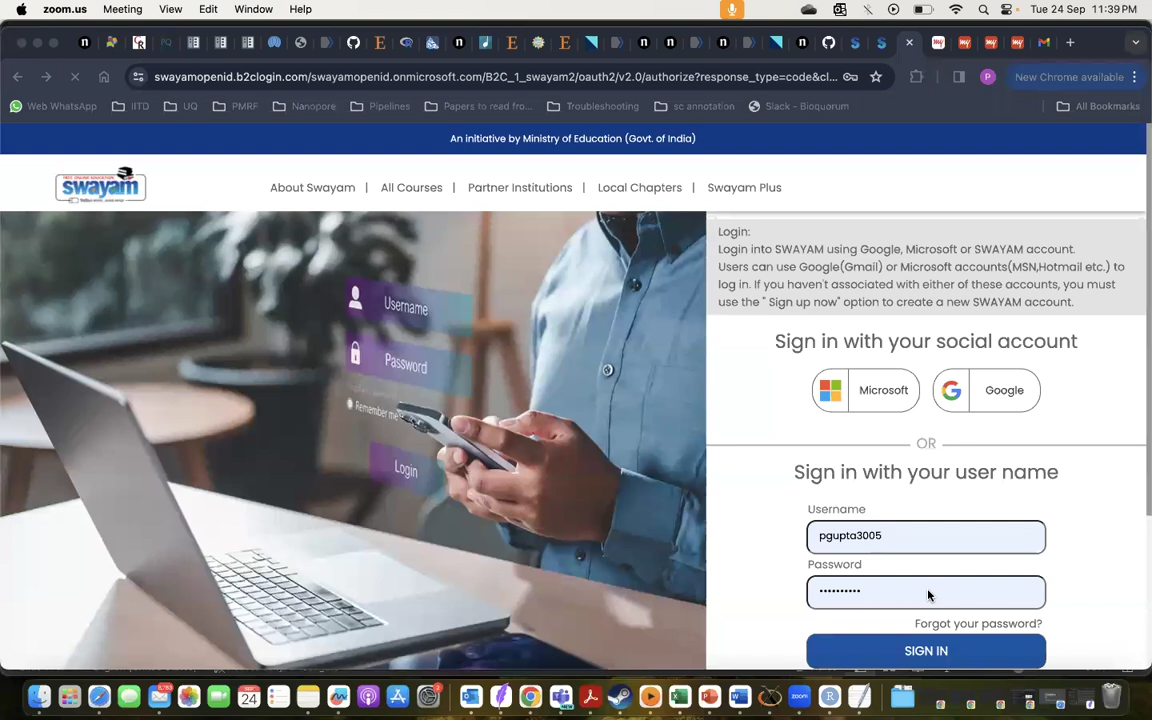 zoom.us Meeting View Edit Window Help Tue 24 Sep 11:39 PM
swayamopenid.b2clogin.com/swayamopenid.onmicrosoft.com/B2C_1_swayam2/oauth2/v2.0/authorize?response_type=code&cl... P New Chrome available
Web WhatsApp IITD UQ PMRF Nanopore Pipelines Papers to read fro... Troubleshooting sc annotation Slack - Bioquorum All Bookmarks
An initiative by Ministry of Education (Govt. of India)
swayam About Swayam | All Courses | Partner Institutions | Local Chapters | Swayam Plus
Login:
Login into SWAYAM using Google, Microsoft or SWAYAM account.
Users can use Google(Gmail) or Microsoft accounts(MSN,Hotmail etc.) to
log in. If you haven't associated with either of these accounts, you must
use the " Sign up now" option to create a new SWAYAM account.
Username
Password
Remember me
Login
Sign in with your social account
Microsoft Google
OR
Sign in with your user name
Username
pgupta3005
Password
••••••••••
Forgot your password?
SIGN IN